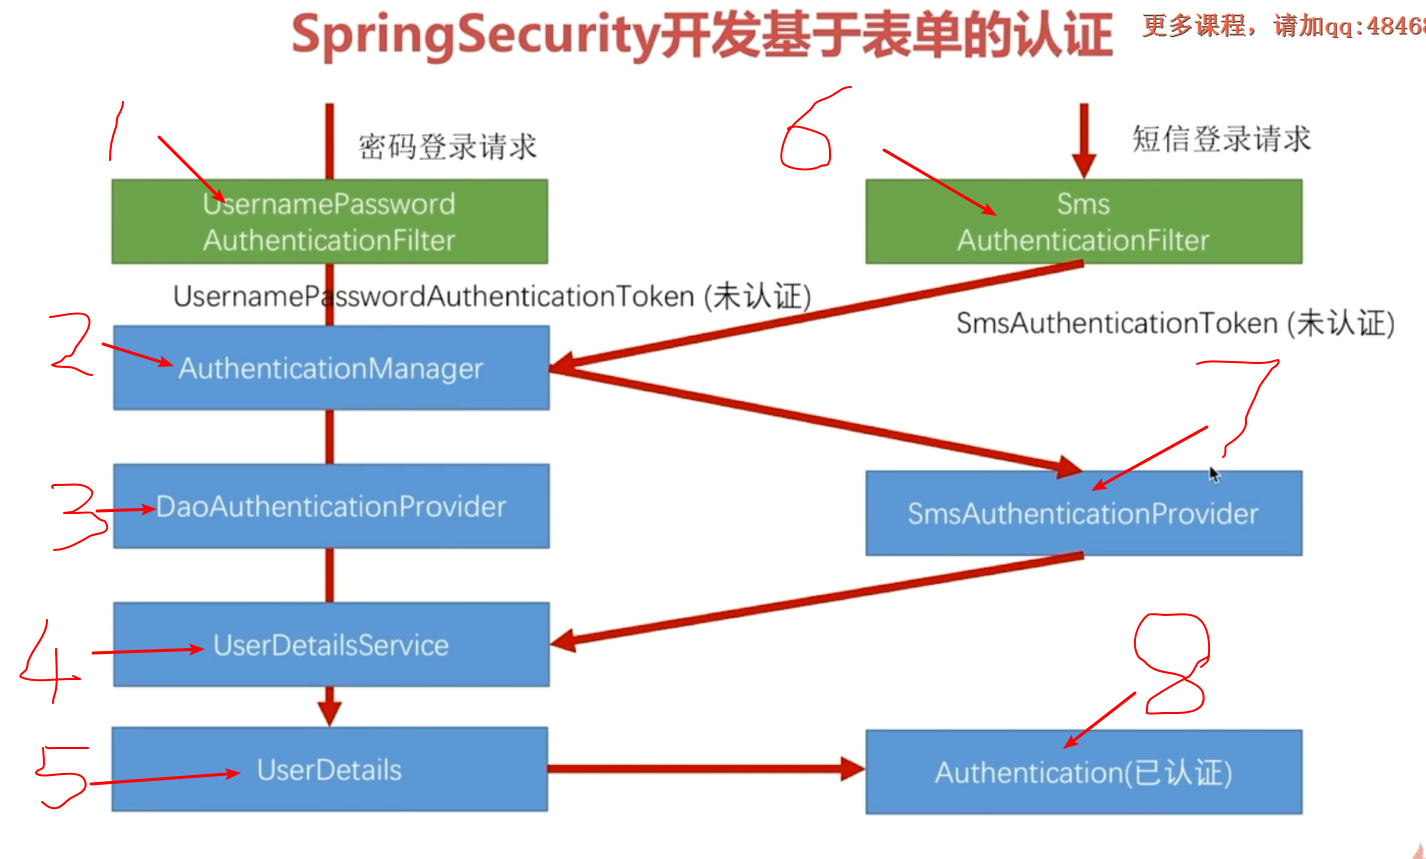 SpringSecurity开发基于表单的认证
更多课程，请加qq:48468
1
密码登录请求
6
短信登录请求
UsernamePassword
AuthenticationFilter
Sms
AuthenticationFilter
UsernamePasswordAuthenticationToken (未认证)
SmsAuthenticationToken (未认证)
2
AuthenticationManager
7
3
DaoAuthenticationProvider
SmsAuthenticationProvider
4
UserDetailsService
8
5
UserDetails
Authentication(已认证)